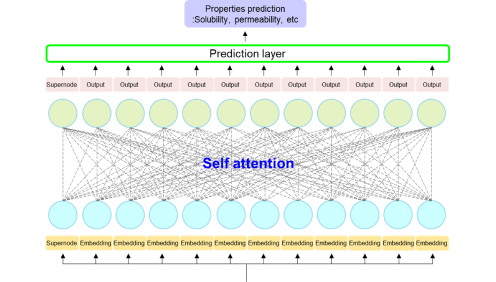 Properties prediction
:Solubility, permeability, etc
Prediction layer
Supernode Output Output Output Output Output Output Output Output Output Output Output
Self attention
Supernode Embedding Embedding Embedding Embedding Embedding Embedding Embedding Embedding Embedding Embedding Embedding